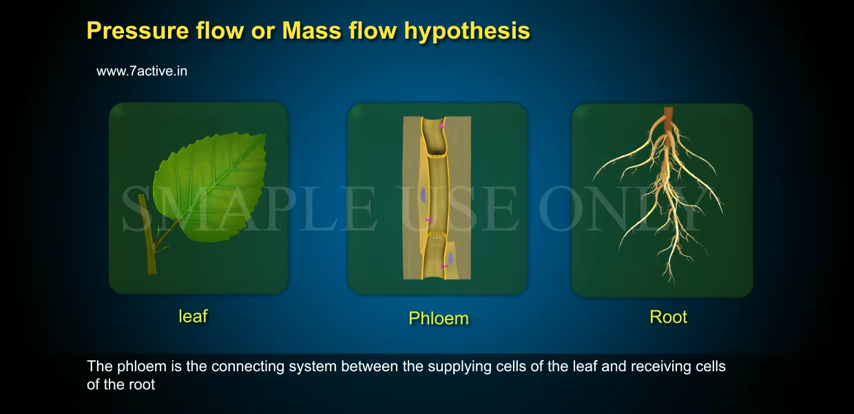 Pressure flow or Mass flow hypothesis
www.7active.in
SMAPLE USE ONLY
leaf
Phloem
Root
The phloem is the connecting system between the supplying cells of the leaf and receiving cells
of the root